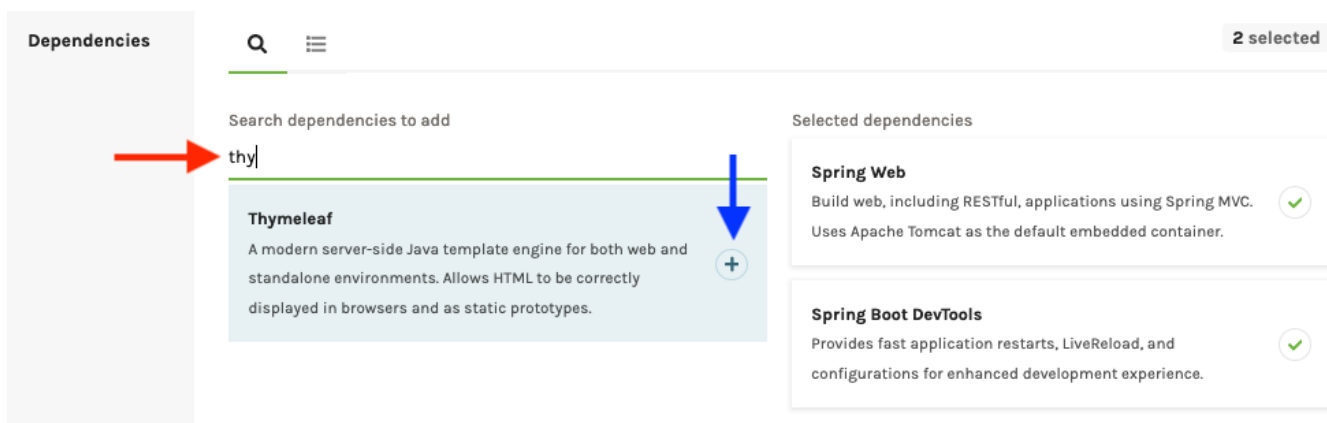 Dependencies
2 selected
Search dependencies to add
thy
Thymeleaf
A modern server-side Java template engine for both web and
standalone environments. Allows HTML to be correctly
displayed in browsers and as static prototypes.
Selected dependencies
Spring Web
Build web, including RESTful, applications using Spring MVC.
Uses Apache Tomcat as the default embedded container.
Spring Boot DevTools
Provides fast application restarts, LiveReload, and
configurations for enhanced development experience.